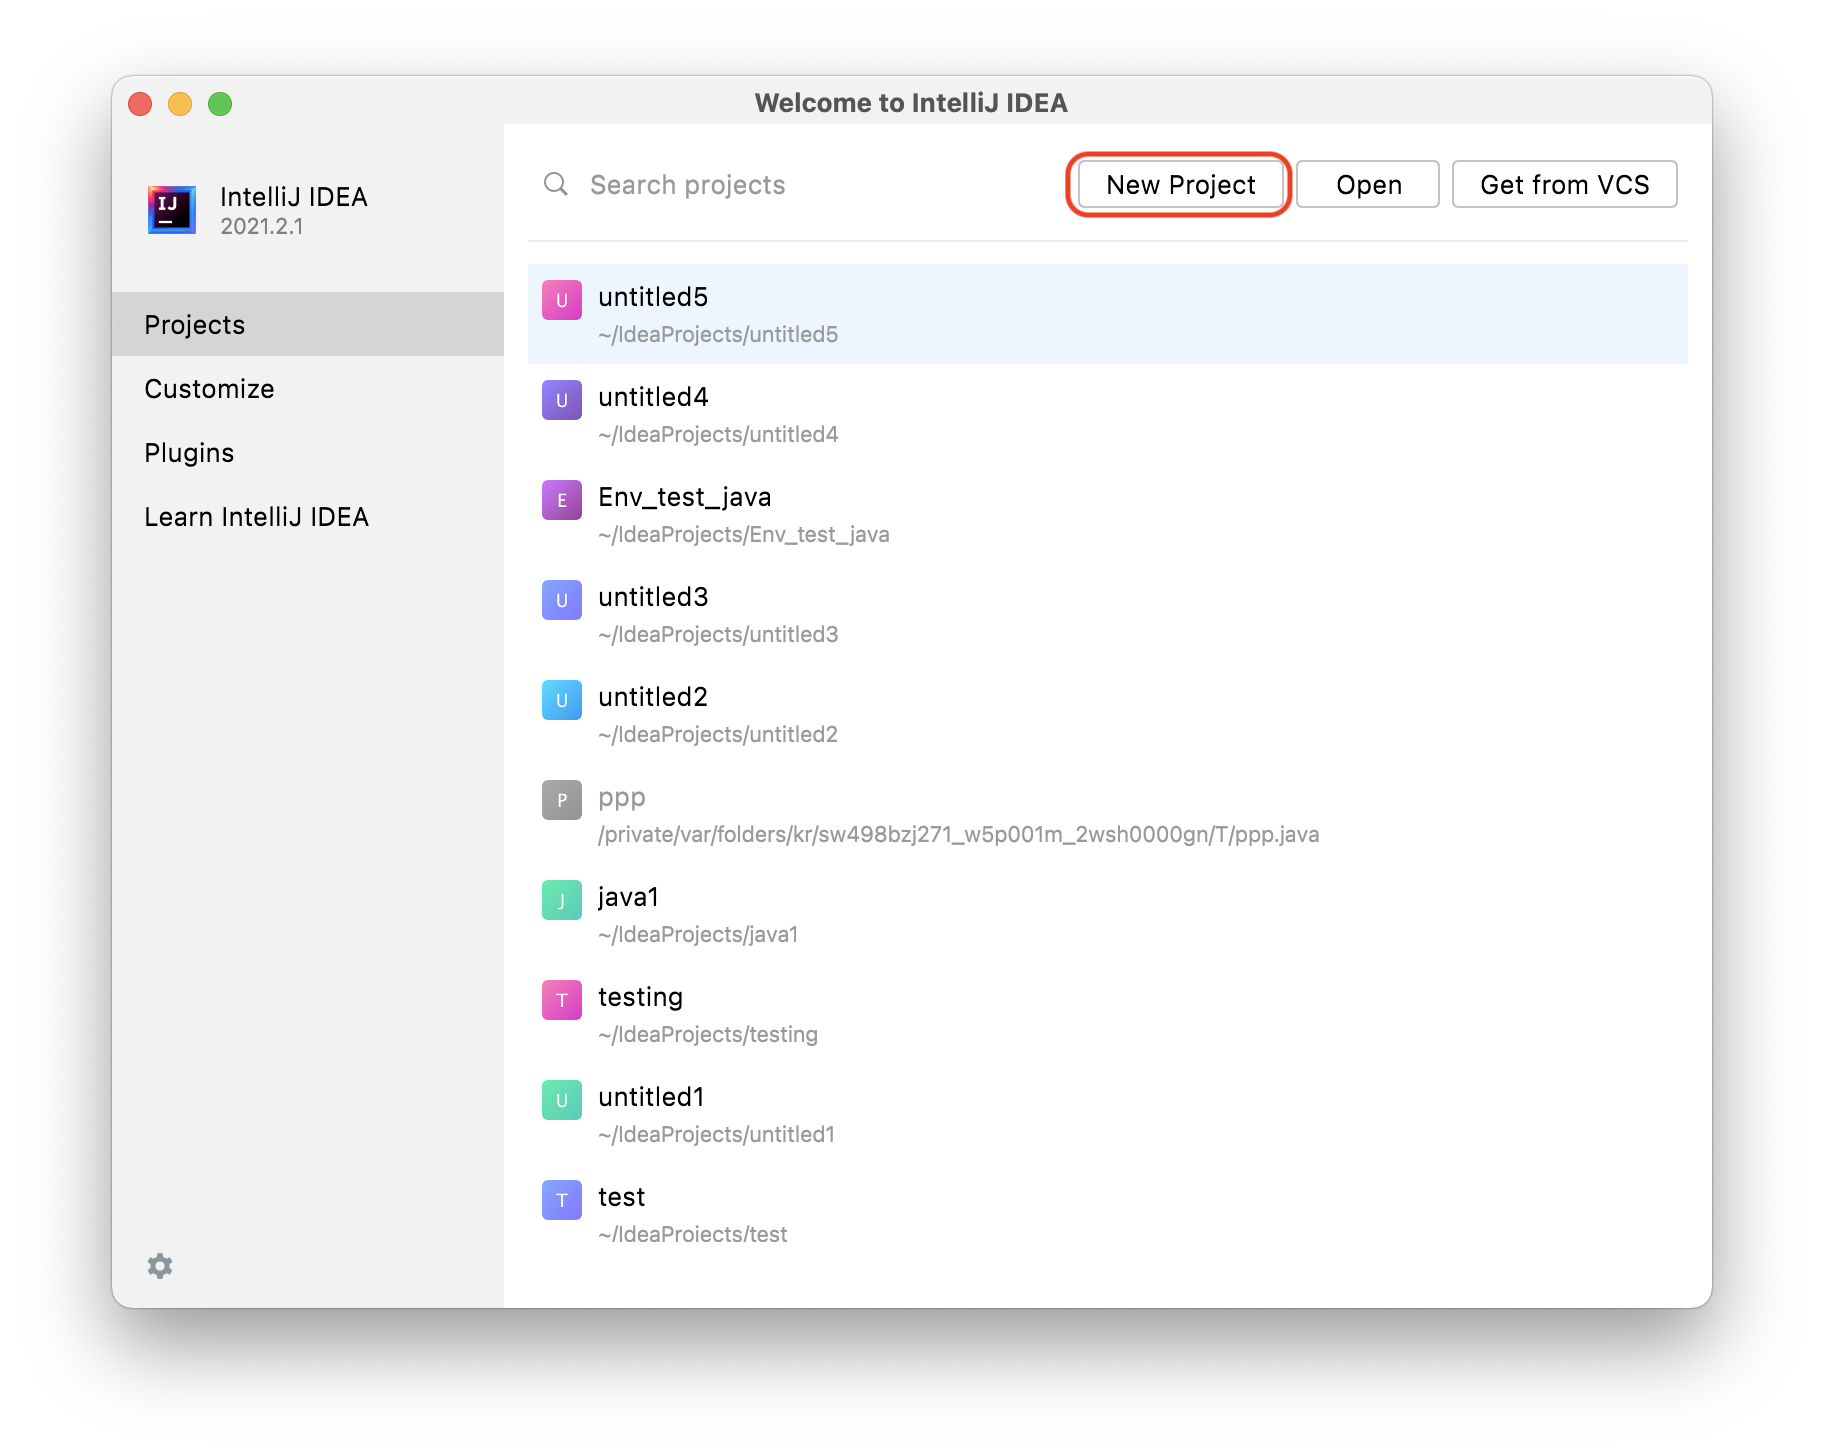 Welcome to IntelliJ IDEA
IJ
IntelliJ IDEA
2021.2.1
Projects
Customize
Plugins
Learn IntelliJ IDEA
Search projects
New Project
Open
Get from VCS
U
untitled5
~/IdeaProjects/untitled5
U
untitled4
~/IdeaProjects/untitled4
E
Env_test_java
~/IdeaProjects/Env_test_java
U
untitled3
~/IdeaProjects/untitled3
U
untitled2
~/IdeaProjects/untitled2
P
ppp
/private/var/folders/kr/sw498bzj271_w5p001m_2wsh0000gn/T/ppp.java
J
java1
~/IdeaProjects/java1
T
testing
~/IdeaProjects/testing
U
untitled1
~/IdeaProjects/untitled1
T
test
~/IdeaProjects/test